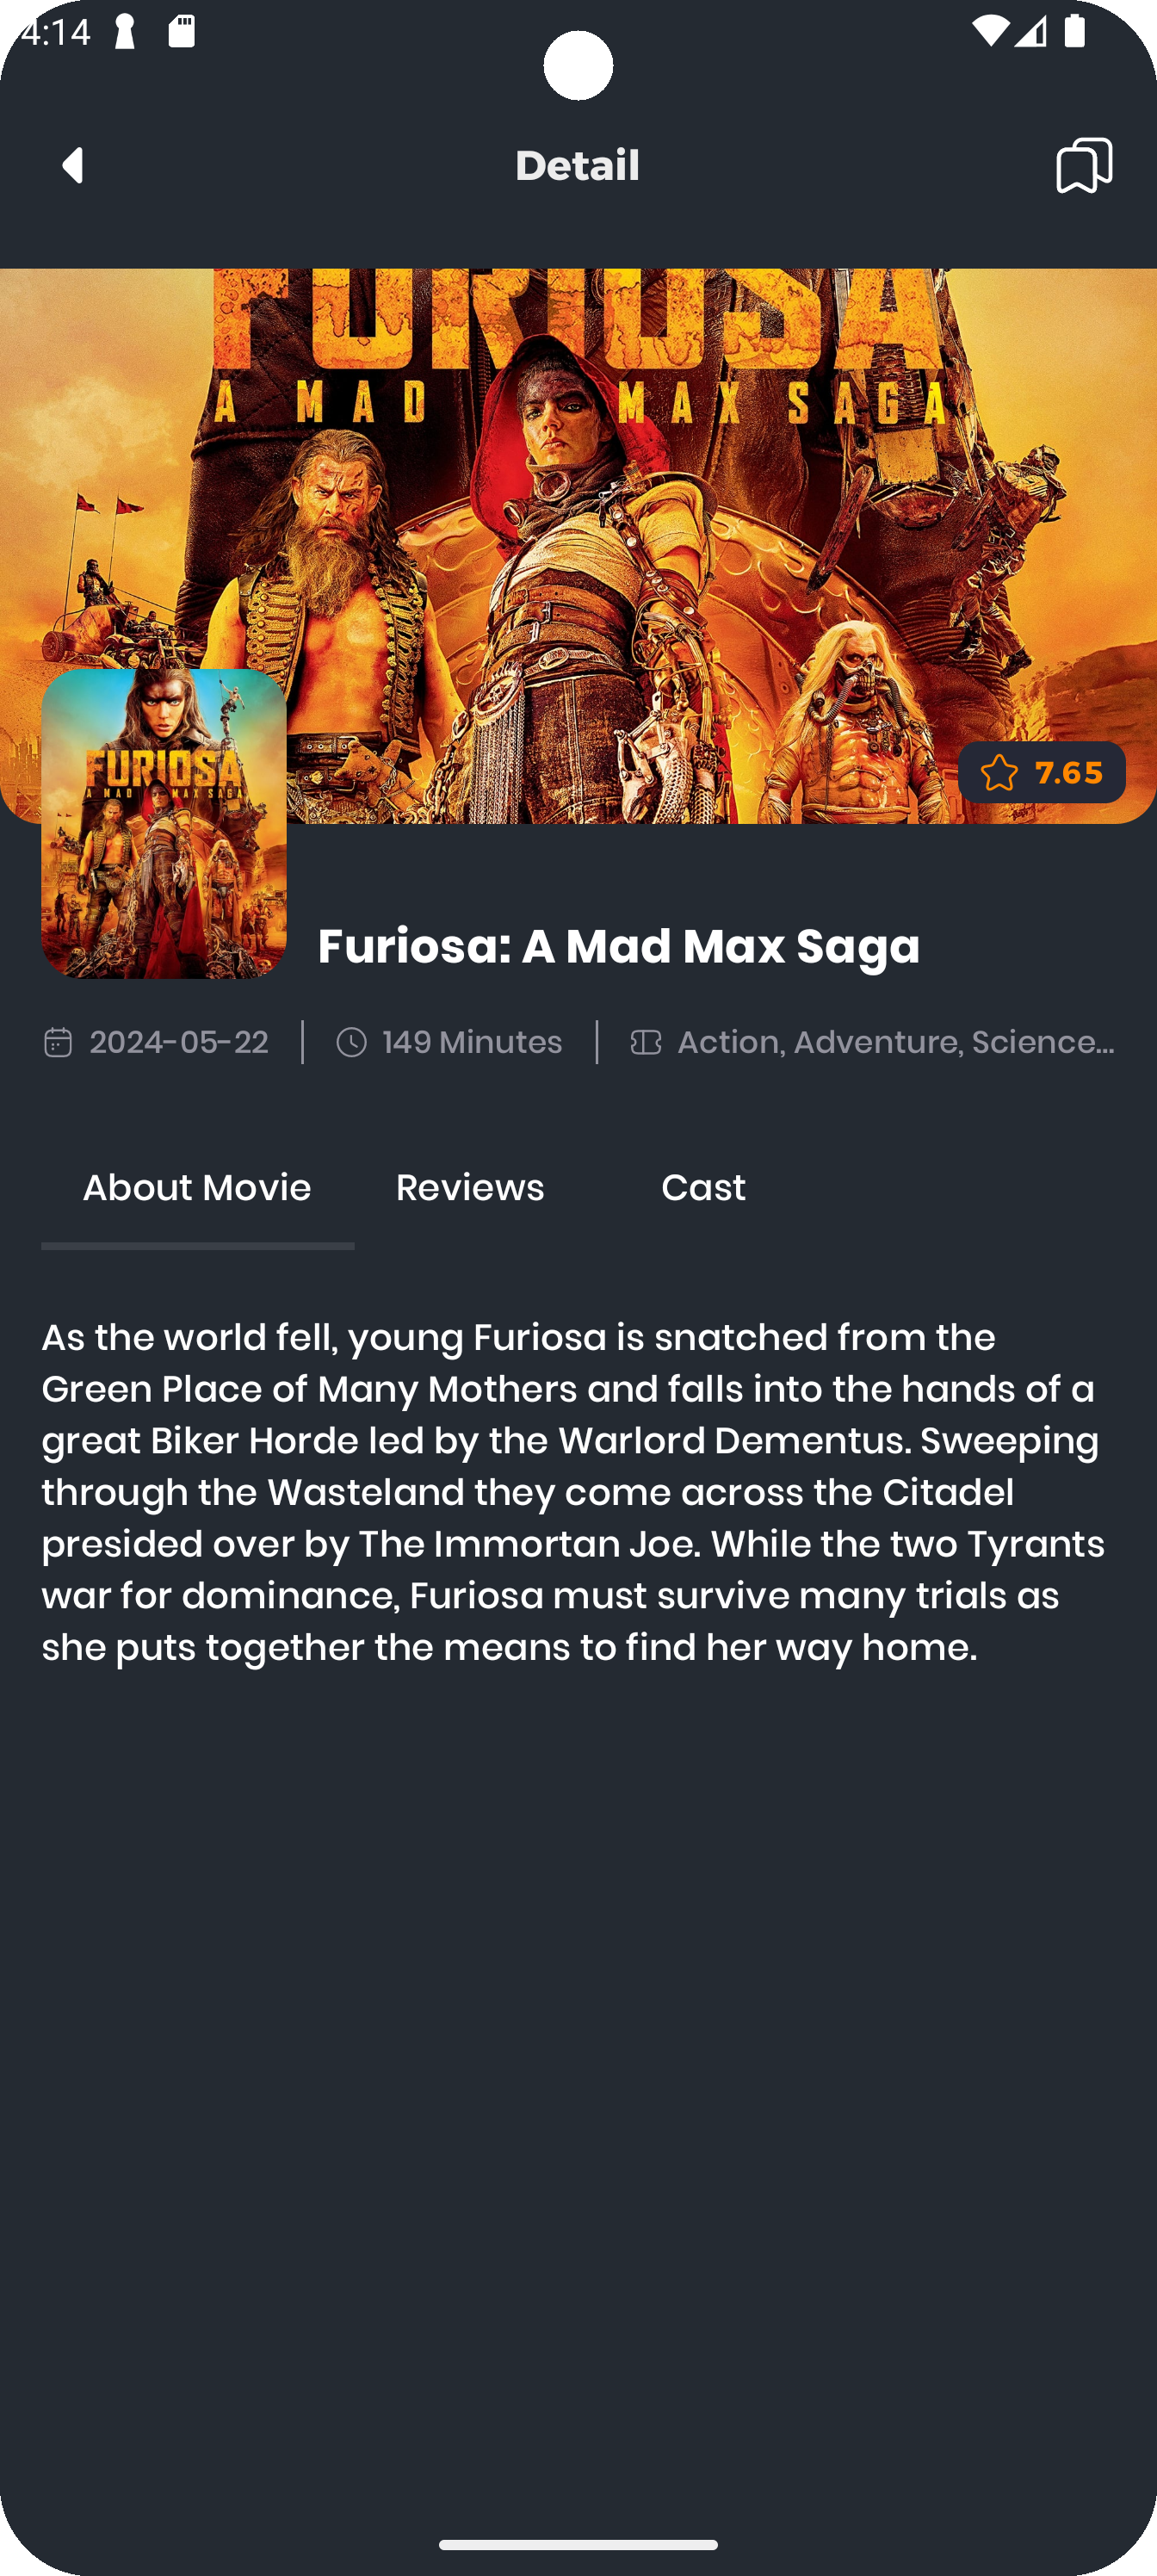 4:14
Detail
FURIOSA
A MAD MAX SAGA
FURIOSA
A MAD MAX SAGA
7.65
Furiosa: A Mad Max Saga
2024-05-22
149 Minutes
Action, Adventure, Science...
About Movie
Reviews
Cast
As the world fell, young Furiosa is snatched from the
Green Place of Many Mothers and falls into the hands of a
great Biker Horde led by the Warlord Dementus. Sweeping
through the Wasteland they come across the Citadel
presided over by The Immortan Joe. While the two Tyrants
war for dominance, Furiosa must survive many trials as
she puts together the means to find her way home.